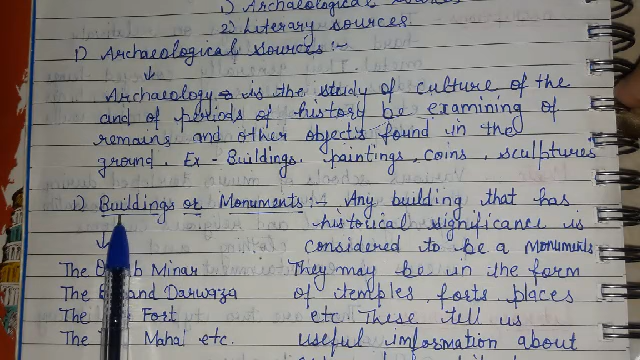 1) Archaeological sources
2) Literary sources
1) Archaeological sources :-
Archaeology is the study of culture of the
and of periods of history be examining of
remains and other objects found in the
ground. Ex - Buildings. paintings, coins, sculptures
1) Buildings or Monuments :- Any building that has
historical significance is
considered to be a Monuments
The Minar They may be in the form
The Darwaza of temples, forts, places
The Fort etc. These tell us
The Mahal etc. useful information about